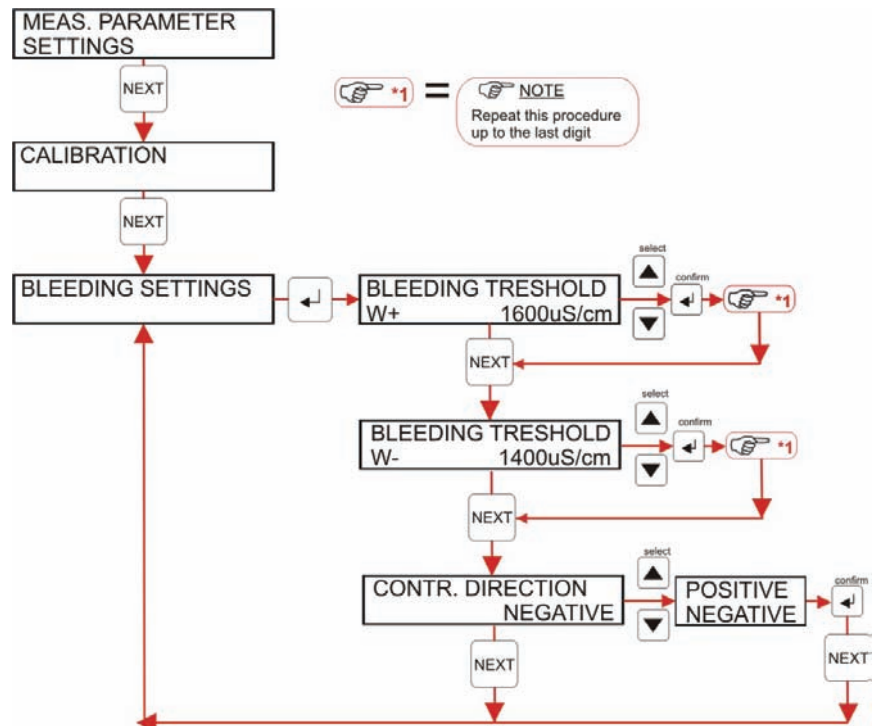 MEAS. PARAMETER
SETTINGS
NEXT
*1 =
NOTE
Repeat this procedure
up to the last digit
CALIBRATION
NEXT
BLEEDING SETTINGS
BLEEDING TRESHOLD
W+ 1600uS/cm
select
confirm
*1
NEXT
BLEEDING TRESHOLD
W- 1400uS/cm
select
confirm
*1
NEXT
CONTR. DIRECTION
NEGATIVE
select
POSITIVE
NEGATIVE
confirm
NEXT
NEXT